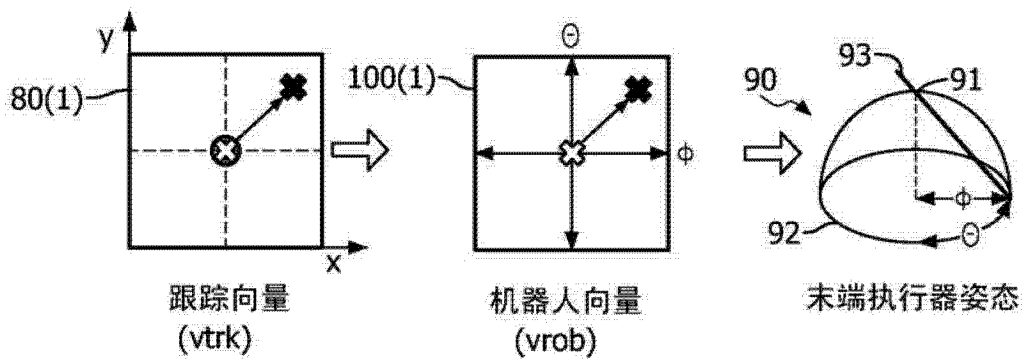 y
80(1)
x
跟踪向量
(vtrk)
Θ
100(1)
ϕ
机器人向量
(vrob)
93
91
90
ϕ
Θ
92
末端执行器姿态